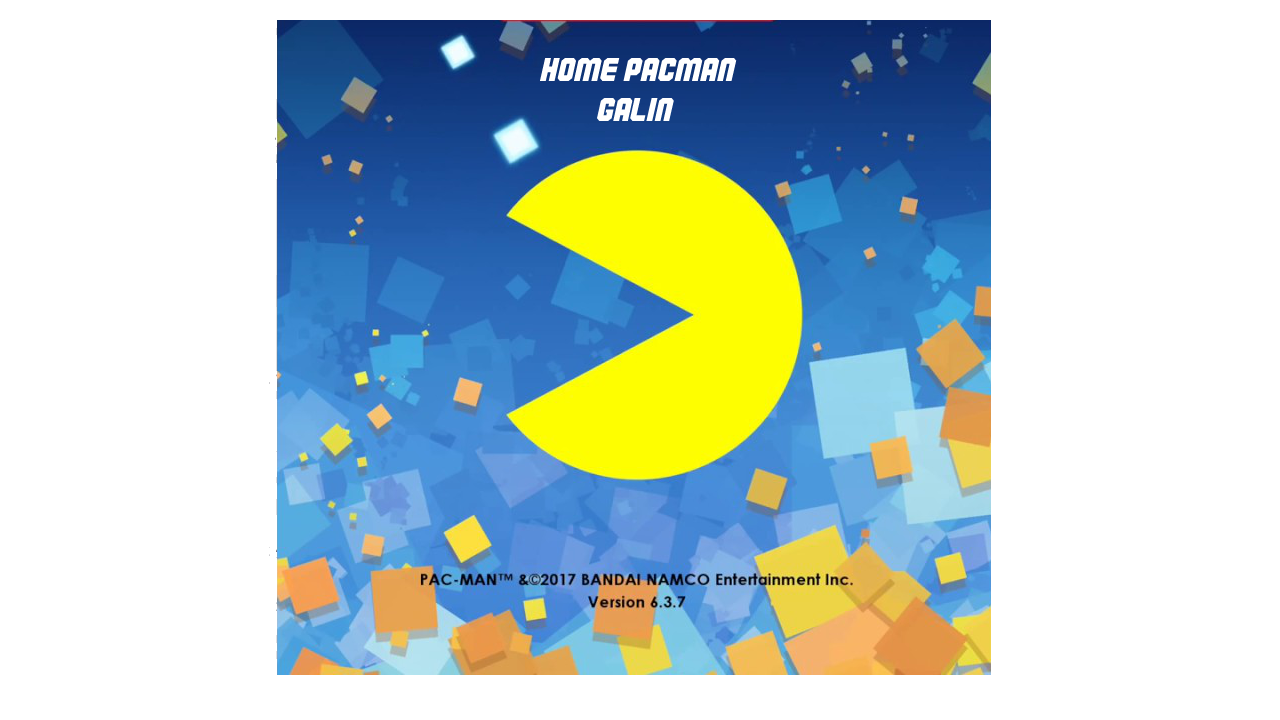 HOME PACMAN
GALIN
PAC-MAN™ &©2017 BANDAI NAMCO Entertainment Inc.
Version 6.3.7